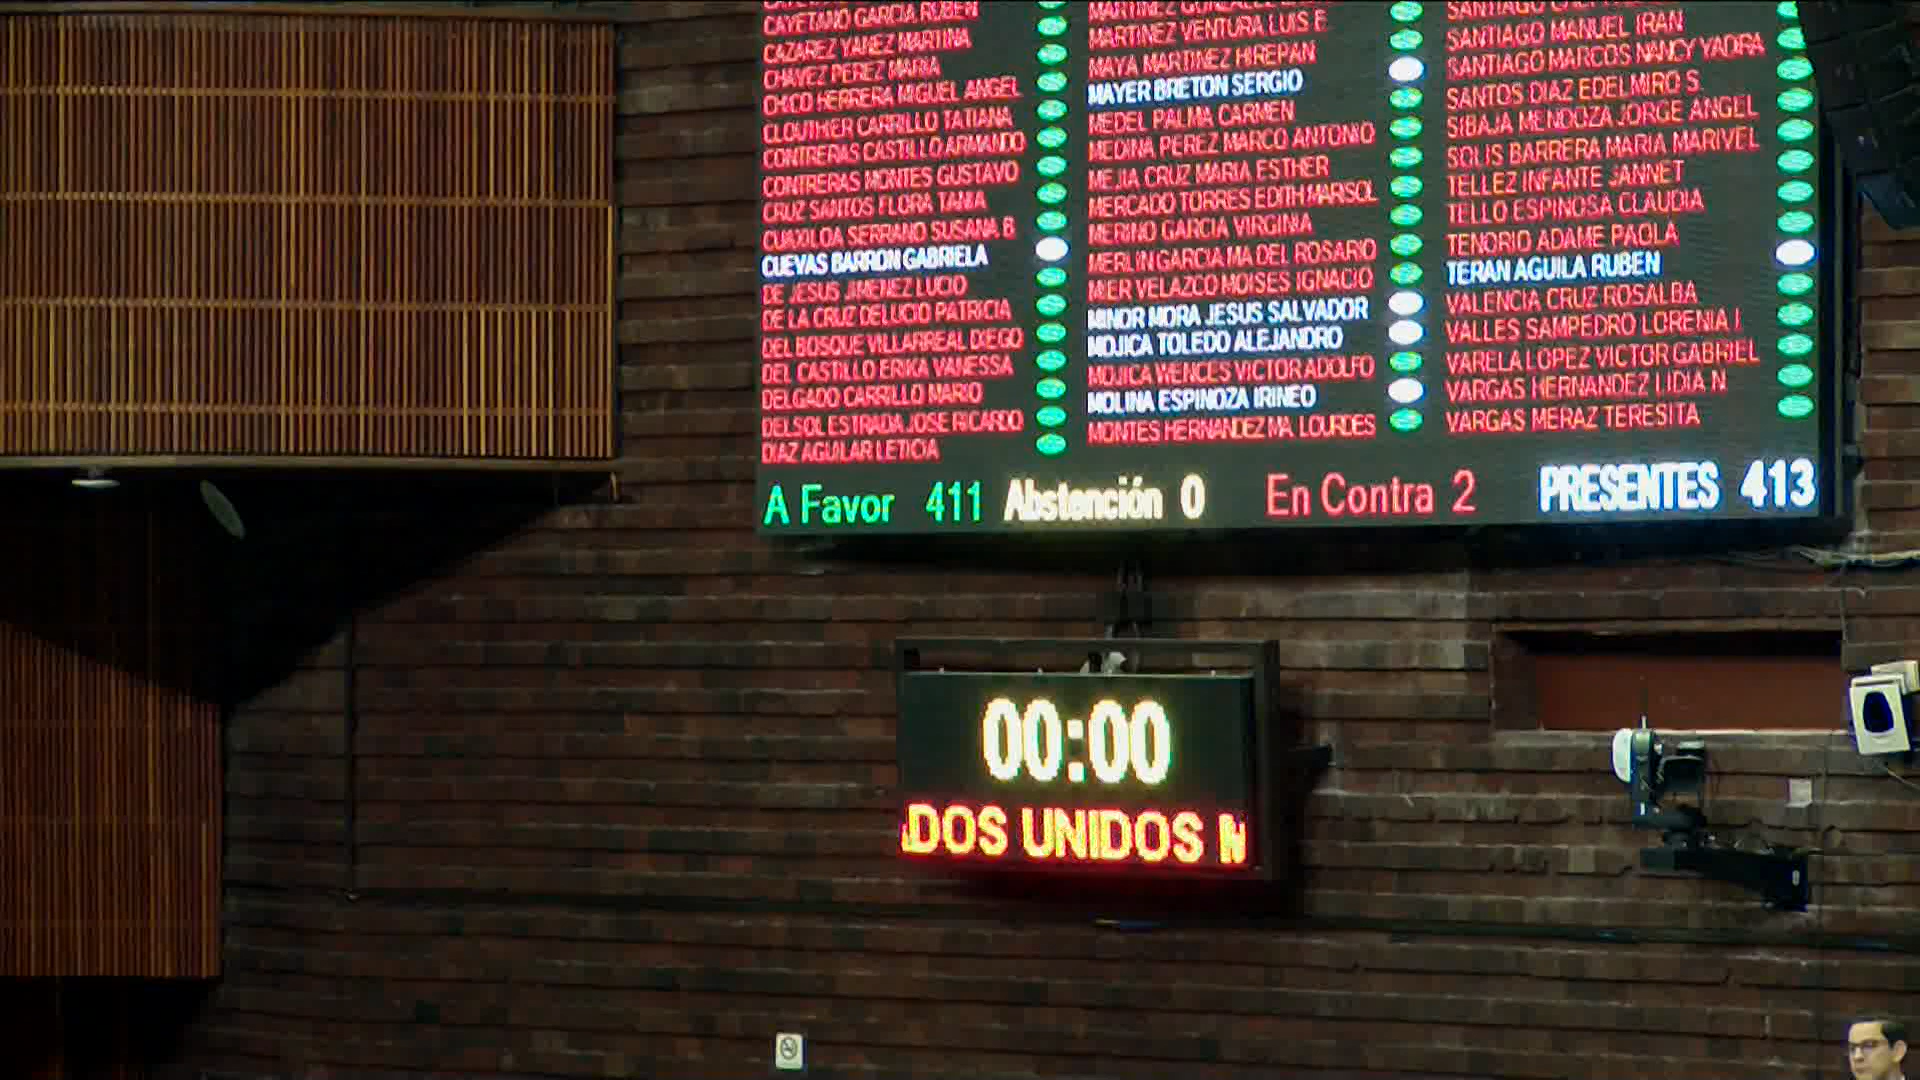 CAYETANO GARCIA RUBEN
CAZAREZ YANEZ MARTINA
CHAVEZ PEREZ MARIA
CHICO HERRERA MIGUEL ANGEL
CLOUTHIER CARRILLO TATIANA
CONTRERAS CASTILLO ARMANDO
CONTRERAS MONTES GUSTAVO
CRUZ SANTOS FLORA TANIA
CUAXILOA SERRANO SUSANA B
CUEVAS BARRON GABRIELA
DE JESUS JIMENEZ LUCIO
DE LA CRUZ DELUCIO PATRICIA
DEL BOSQUE VILLARREAL DIEGO
DEL CASTILLO ERIKA VANESSA
DELGADO CARRILLO MARIO
DELSOL ESTRADA JOSE RICARDO
DIAZ AGUILAR LETICIA
MARTINEZ GONZALEZ
MARTINEZ VENTURA LUIS E.
MAYA MARTINEZ HIREPAN
MAYER BRETON SERGIO
MEDEL PALMA CARMEN
MEDINA PEREZ MARCO ANTONIO
MEJIA CRUZ MARIA ESTHER
MERCADO TORRES EDITH MARISOL
MERINO GARCIA VIRGINIA
MERLIN GARCIA MA DEL ROSARIO
MIER VELAZCO MOISES IGNACIO
MINOR MORA JESUS SALVADOR
MOJICA TOLEDO ALEJANDRO
MOJICA WENCES VICTOR ADOLFO
MOLINA ESPINOZA IRINEO
MONTES HERNANDEZ MA. LOURDES
SANTIAGO
SANTIAGO MANUEL IRAN
SANTIAGO MARCOS NANCY YADIRA
SANTOS DIAZ EDELMIRO S.
SIBAJA MENDOZA JORGE ANGEL
SOLIS BARRERA MARIA MARIVEL
TELLEZ INFANTE JANNET
TELLO ESPINOSA CLAUDIA
TENORIO ADAME PAOLA
TERAN AGUILA RUBEN
VALENCIA CRUZ ROSALBA
VALLES SAMPEDRO LORENIA I.
VARELA LOPEZ VICTOR GABRIEL
VARGAS HERNANDEZ LIDIA N
VARGAS MERAZ TERESITA
A Favor 411 Abstención 0 En Contra 2 PRESENTES 413
00:00
DOS UNIDOS